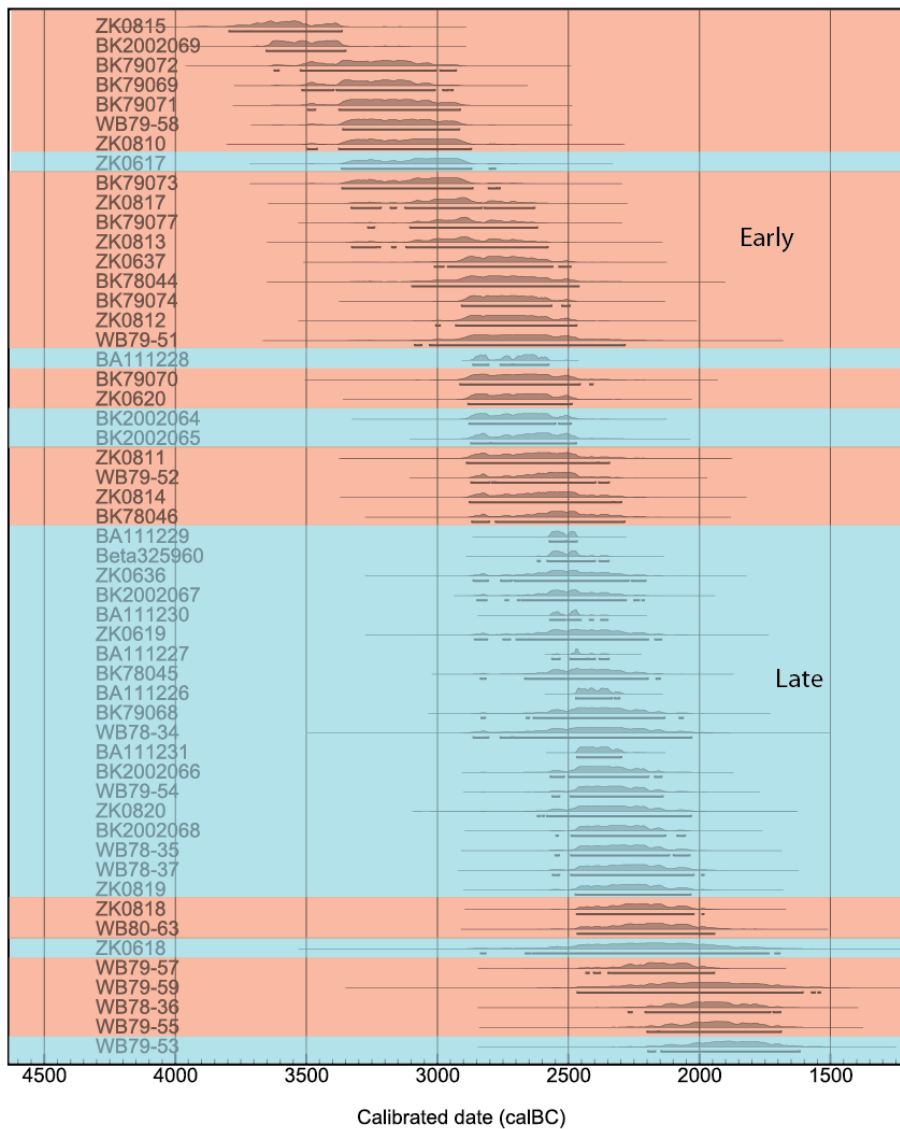 ZK0815
BK2002069
BK79072
BK79069
BK79071
WB79-58
ZK0810
ZK0617
BK79073
ZK0817
BK79077
ZK0813
Early
ZK0637
BK78044
BK79074
ZK0812
WB79-51
BA111228
BK79070
ZK0620
BK2002064
BK2002065
ZK0811
WB79-52
ZK0814
BK78046
BA111229
Beta325960
ZK0636
BK2002067
BA111230
ZK0619
BA111227
BK78045
Late
BA111226
BK79068
WB78-34
BA111231
BK2002066
WB79-54
ZK0820
BK2002068
WB78-35
WB78-37
ZK0819
ZK0818
WB80-63
ZK0618
WB79-57
WB79-59
WB78-36
WB79-55
WB79-53
4500 4000 3500 3000 2500 2000 1500
Calibrated date (calBC)